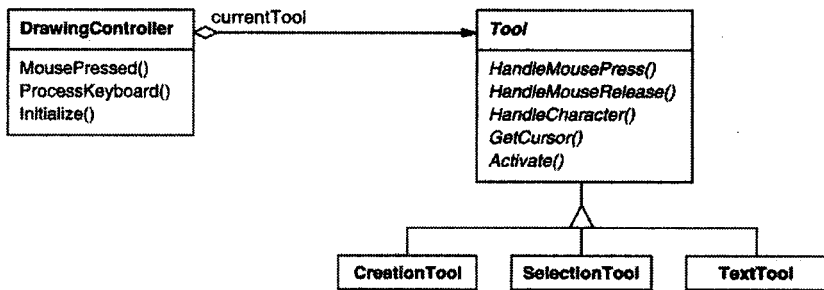 DrawingController
MousePressed()
ProcessKeyboard()
Initialize()
currentTool
Tool
HandleMousePress()
HandleMouseRelease()
HandleCharacter()
GetCursor()
Activate()
CreationTool
SelectionTool
TextTool